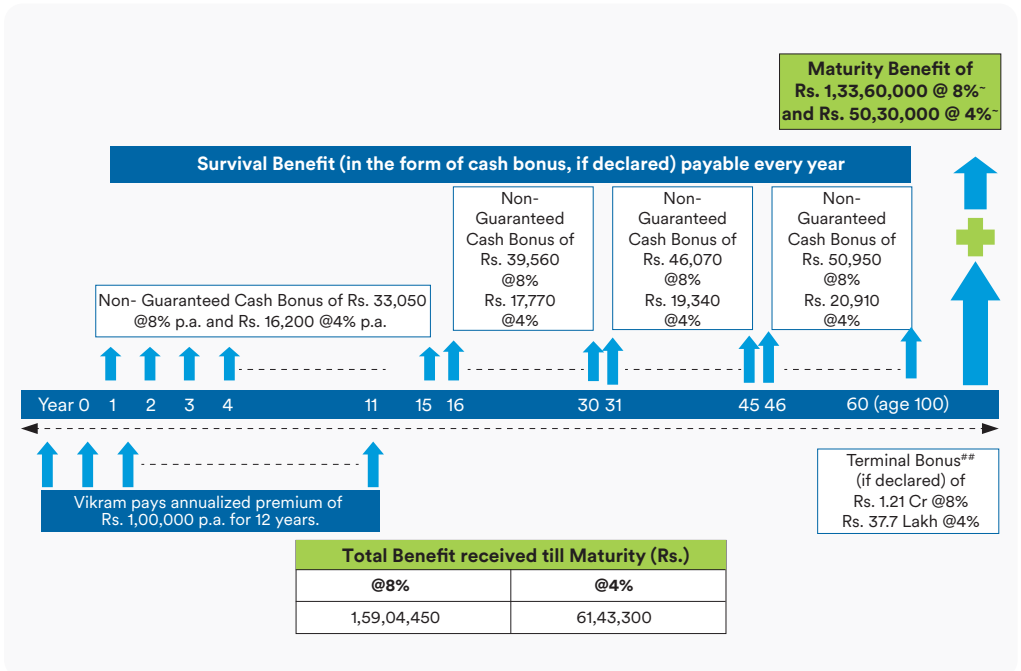 Maturity Benefit of
Rs. 1,33,60,000 @ 8%~
and Rs. 50,30,000 @ 4%~
Survival Benefit (in the form of cash bonus, if declared) payable every year
Non- Guaranteed Cash Bonus of Rs. 33,050
@8% p.a. and Rs. 16,200 @4% p.a.
Non-
Guaranteed
Cash Bonus of
Rs. 39,560
@8%
Rs. 17,770
@4%
Non-
Guaranteed
Cash Bonus of
Rs. 46,070
@8%
Rs. 19,340
@4%
Non-
Guaranteed
Cash Bonus of
Rs. 50,950
@8%
Rs. 20,910
@4%
Year 0 1 2 3 4 11 15 16 30 31 45 46 60 (age 100)
Vikram pays annualized premium of
Rs. 1,00,000 p.a. for 12 years.
Terminal Bonus##
(if declared) of
Rs. 1.21 Cr @8%
Rs. 37.7 Lakh @4%
Total Benefit received till Maturity (Rs.)
@8% @4%
1,59,04,450 61,43,300